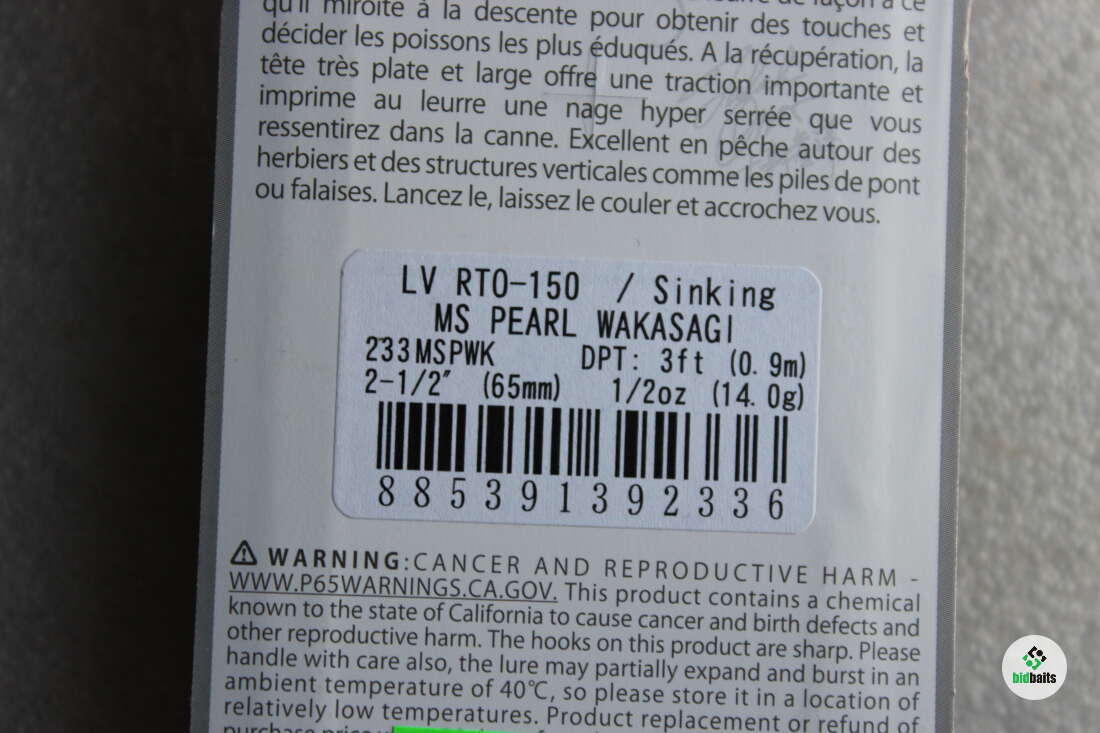 de façon à ce
qu'il miroite à la descente pour obtenir des touches et
décider les poissons les plus éduqués. A la récupération, la
tête très plate et large offre une traction importante et
imprime au leurre une nage hyper serrée que vous
ressentirez dans la canne. Excellent en pêche autour des
herbiers et des structures verticales comme les piles de pont
ou falaises. Lancez le, laissez le couler et accrochez vous.
LV RTO-150 / Sinking
MS PEARL WAKASAGI
233MSPWK DPT: 3ft (0.9m)
2-1/2" (65mm) 1/2oz (14.0g)
885391392336
⚠ WARNING:CANCER AND REPRODUCTIVE HARM -
WWW.P65WARNINGS.CA.GOV. This product contains a chemical
known to the state of California to cause cancer and birth defects and
other reproductive harm. The hooks on this product are sharp. Please
handle with care also, the lure may partially expand and burst in an
ambient temperature of 40℃, so please store it in a location of
relatively low temperatures. Product replacement or refund of
purchase price
bidbaits